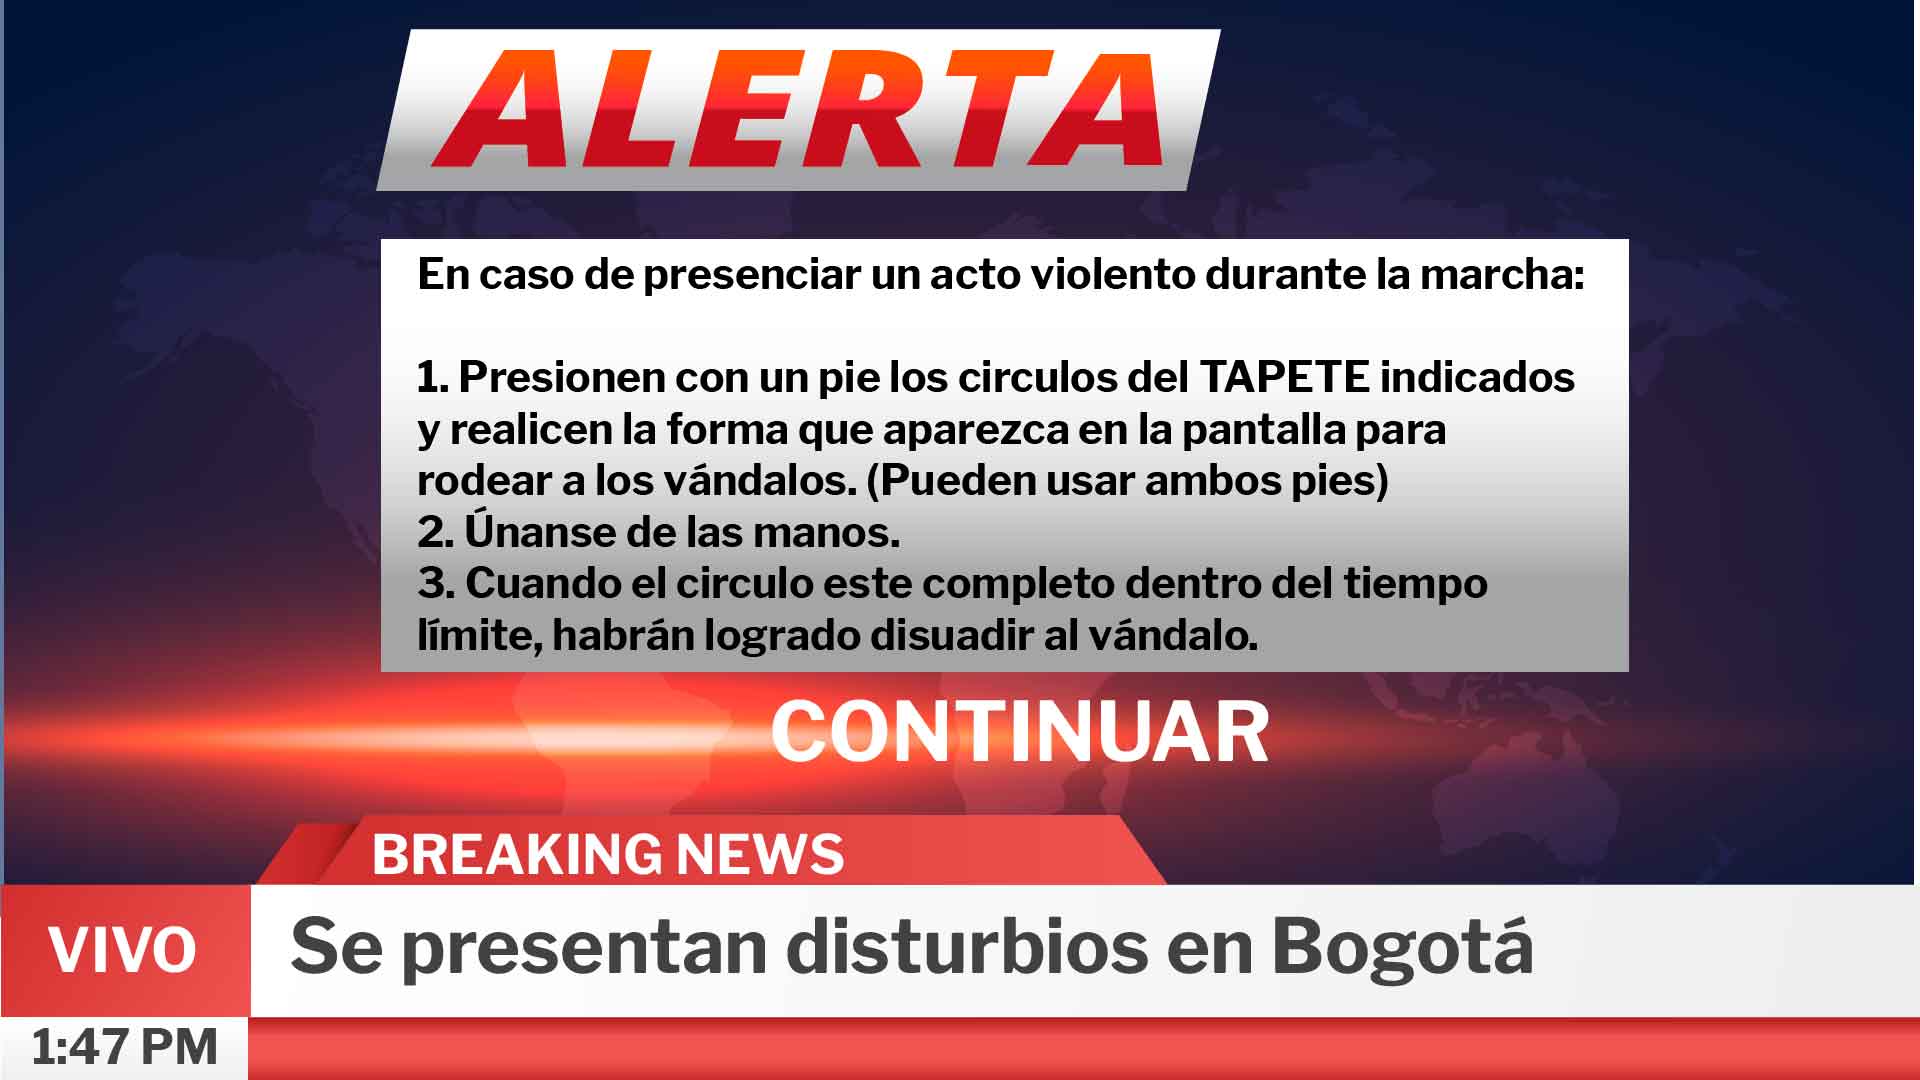 ALERTA
En caso de presenciar un acto violento durante la marcha:
1. Presionen con un pie los circulos del TAPETE indicados
y realicen la forma que aparezca en la pantalla para
rodear a los vándalos. (Pueden usar ambos pies)
2. Únanse de las manos.
3. Cuando el circulo este completo dentro del tiempo
límite, habrán logrado disuadir al vándalo.
CONTINUAR
BREAKING NEWS
VIVO
Se presentan disturbios en Bogotá
1:47 PM